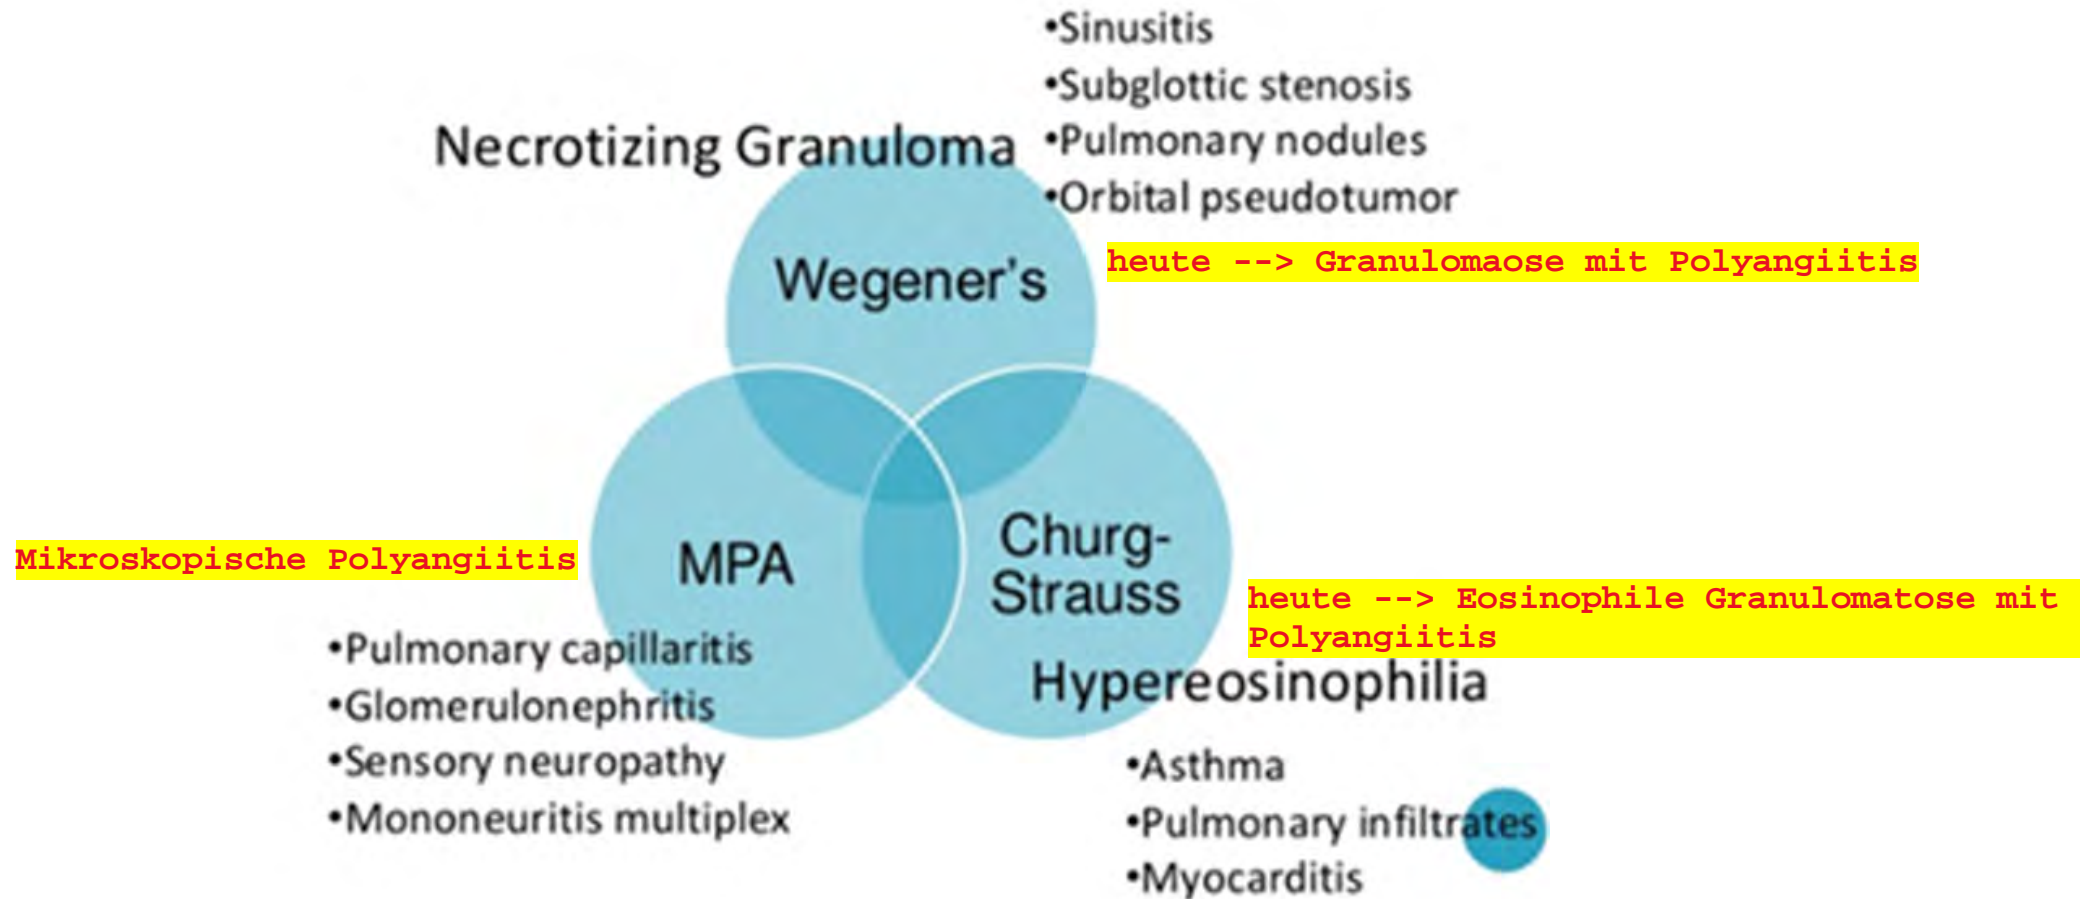 •Sinusitis
•Subglottic stenosis
Necrotizing Granuloma
•Pulmonary nodules
•Orbital pseudotumor
Wegener's
heute --> Granulomaose mit Polyangiitis
Mikroskopische Polyangiitis
MPA
Churg-
Strauss
heute --> Eosinophile Granulomatose mit
Polyangiitis
Hypereosinophilia
•Pulmonary capillaritis
•Glomerulonephritis
•Sensory neuropathy
•Mononeuritis multiplex
•Asthma
•Pulmonary infiltrates
•Myocarditis